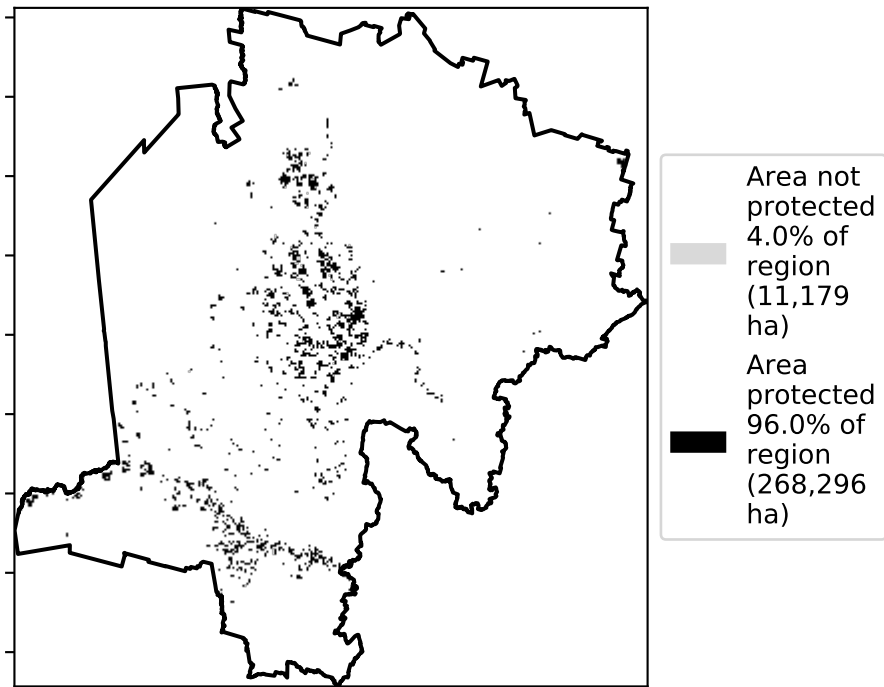 Area not
protected
4.0% of
region
(11,179
ha)
Area
protected
96.0% of
region
(268,296
ha)